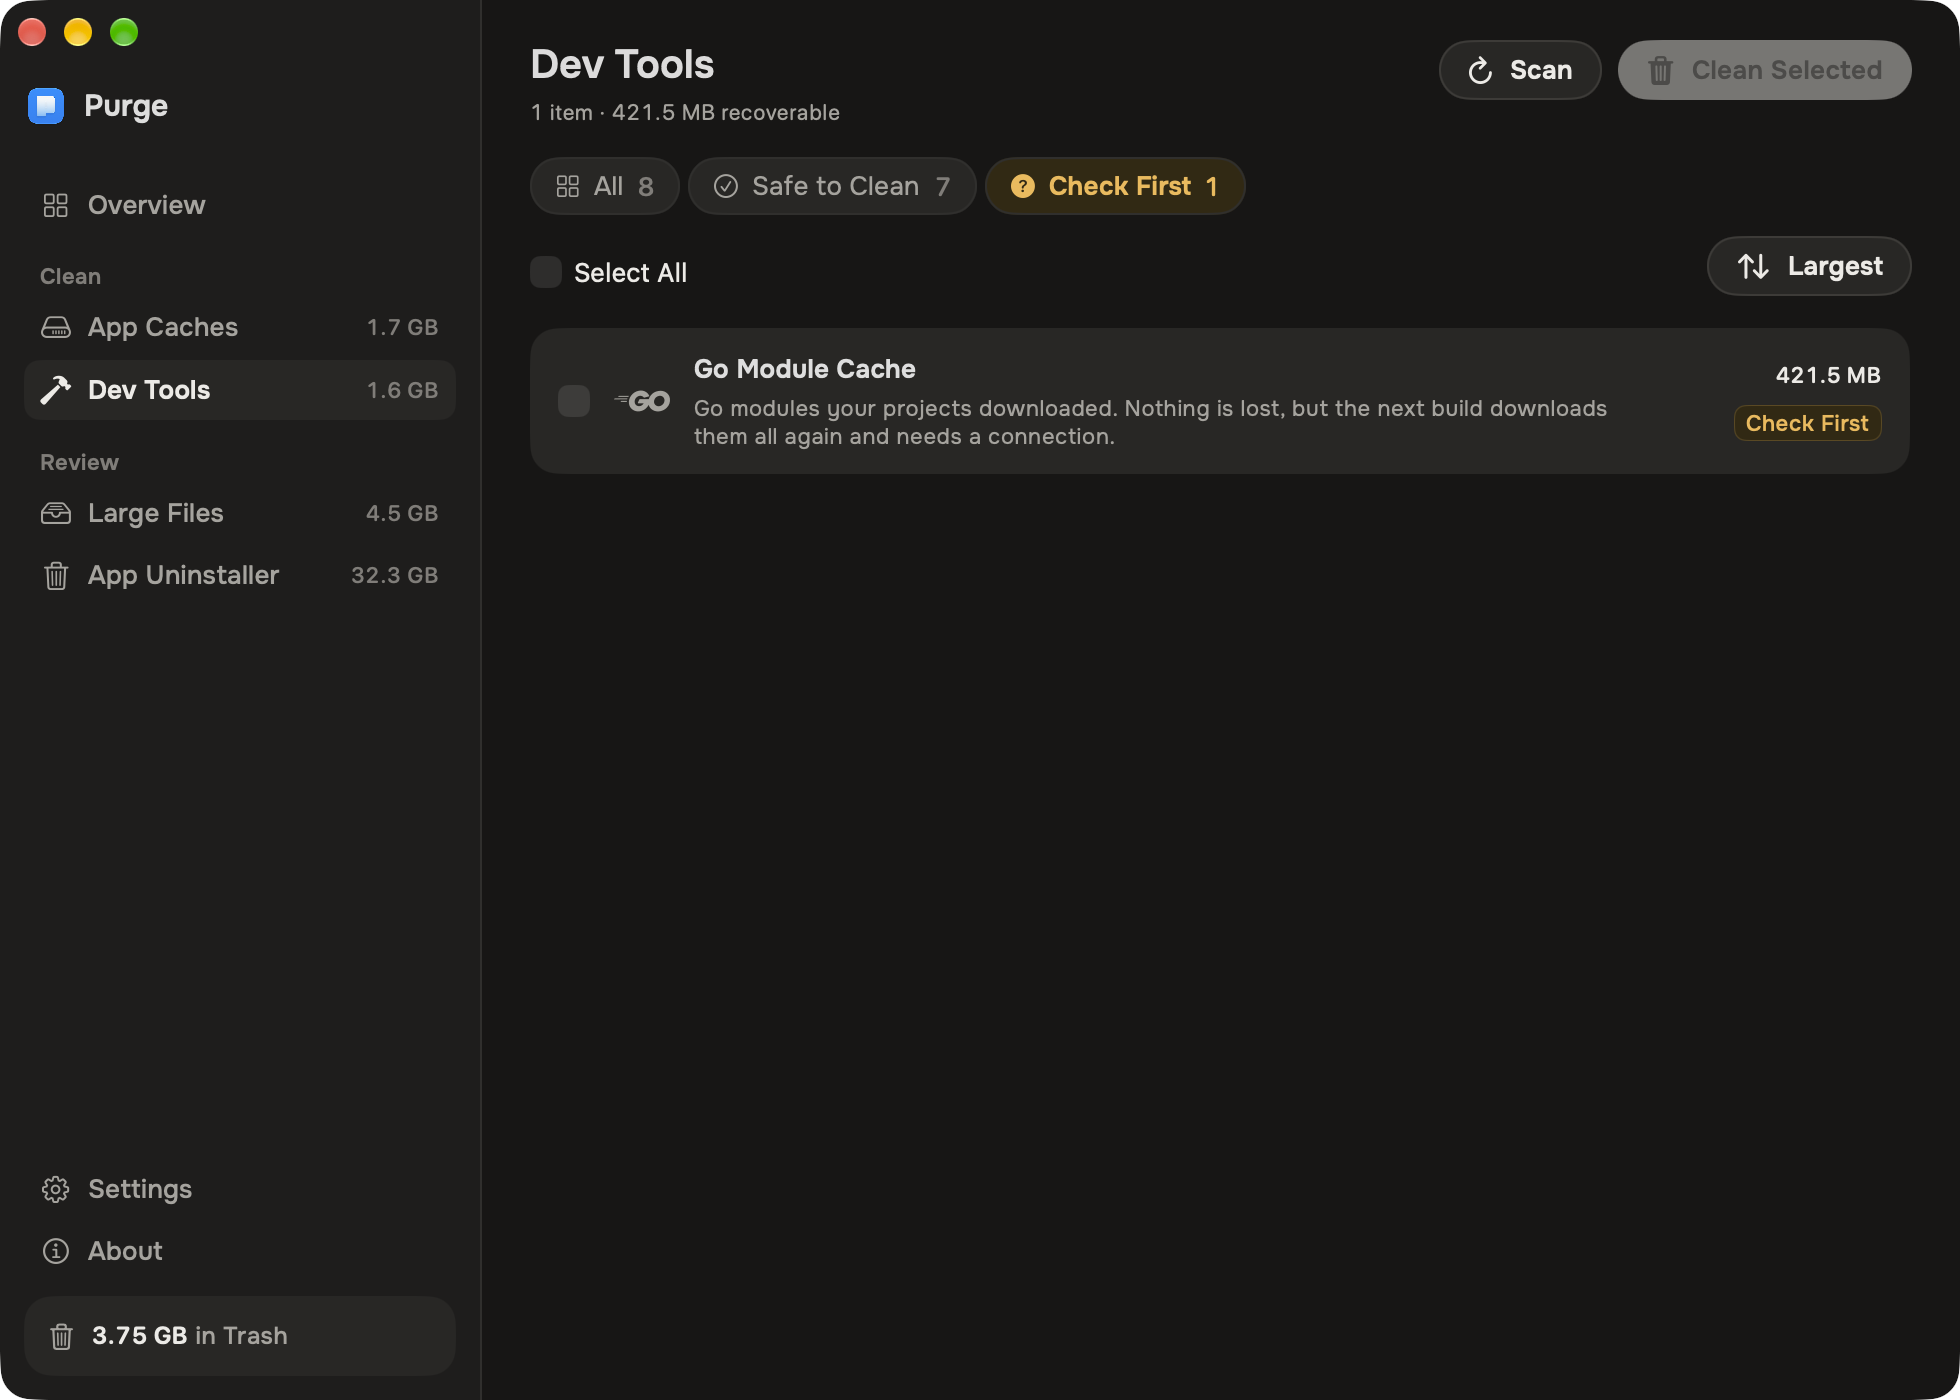 Purge
Overview
Clean
App Caches 1.7 GB
Dev Tools 1.6 GB
Review
Large Files 4.5 GB
App Uninstaller 32.3 GB
Settings
About
3.75 GB in Trash
Dev Tools
1 item · 421.5 MB recoverable
Scan
Clean Selected
All 8
Safe to Clean 7
? Check First 1
Select All
Largest
GO
Go Module Cache
Go modules your projects downloaded. Nothing is lost, but the next build downloads
them all again and needs a connection.
421.5 MB
Check First